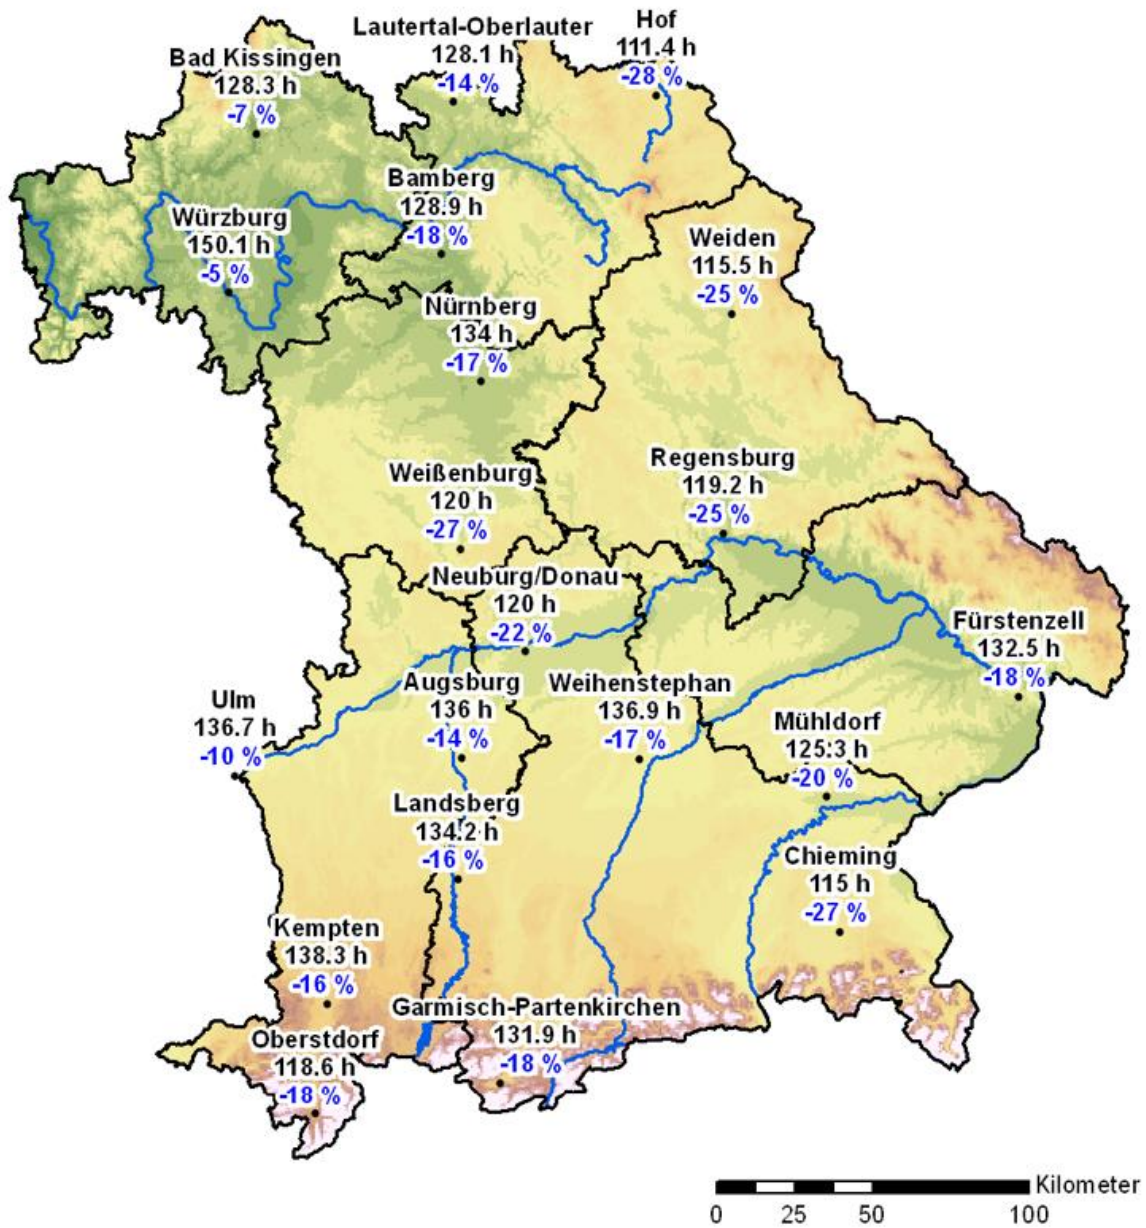 Lautertal-Oberlauter
128.1 h
-14 %
Hof
111.4 h
-28 %
Bad Kissingen
128.3 h
-7 %
Bamberg
128.9 h
-18 %
Würzburg
150.1 h
-5 %
Weiden
115.5 h
-25 %
Nürnberg
134 h
-17 %
Weißenburg
120 h
-27 %
Regensburg
119.2 h
-25 %
Neuburg/Donau
120 h
-22 %
Fürstenzell
132.5 h
-18 %
Ulm
136.7 h
-10 %
Augsburg
136 h
-14 %
Weihenstephan
136.9 h
-17 %
Mühldorf
125.3 h
-20 %
Landsberg
134.2 h
-16 %
Chieming
115 h
-27 %
Kempten
138.3 h
-16 %
Garmisch-Partenkirchen
131.9 h
-18 %
Oberstdorf
118.6 h
-18 %
Kilometer
0 25 50 100